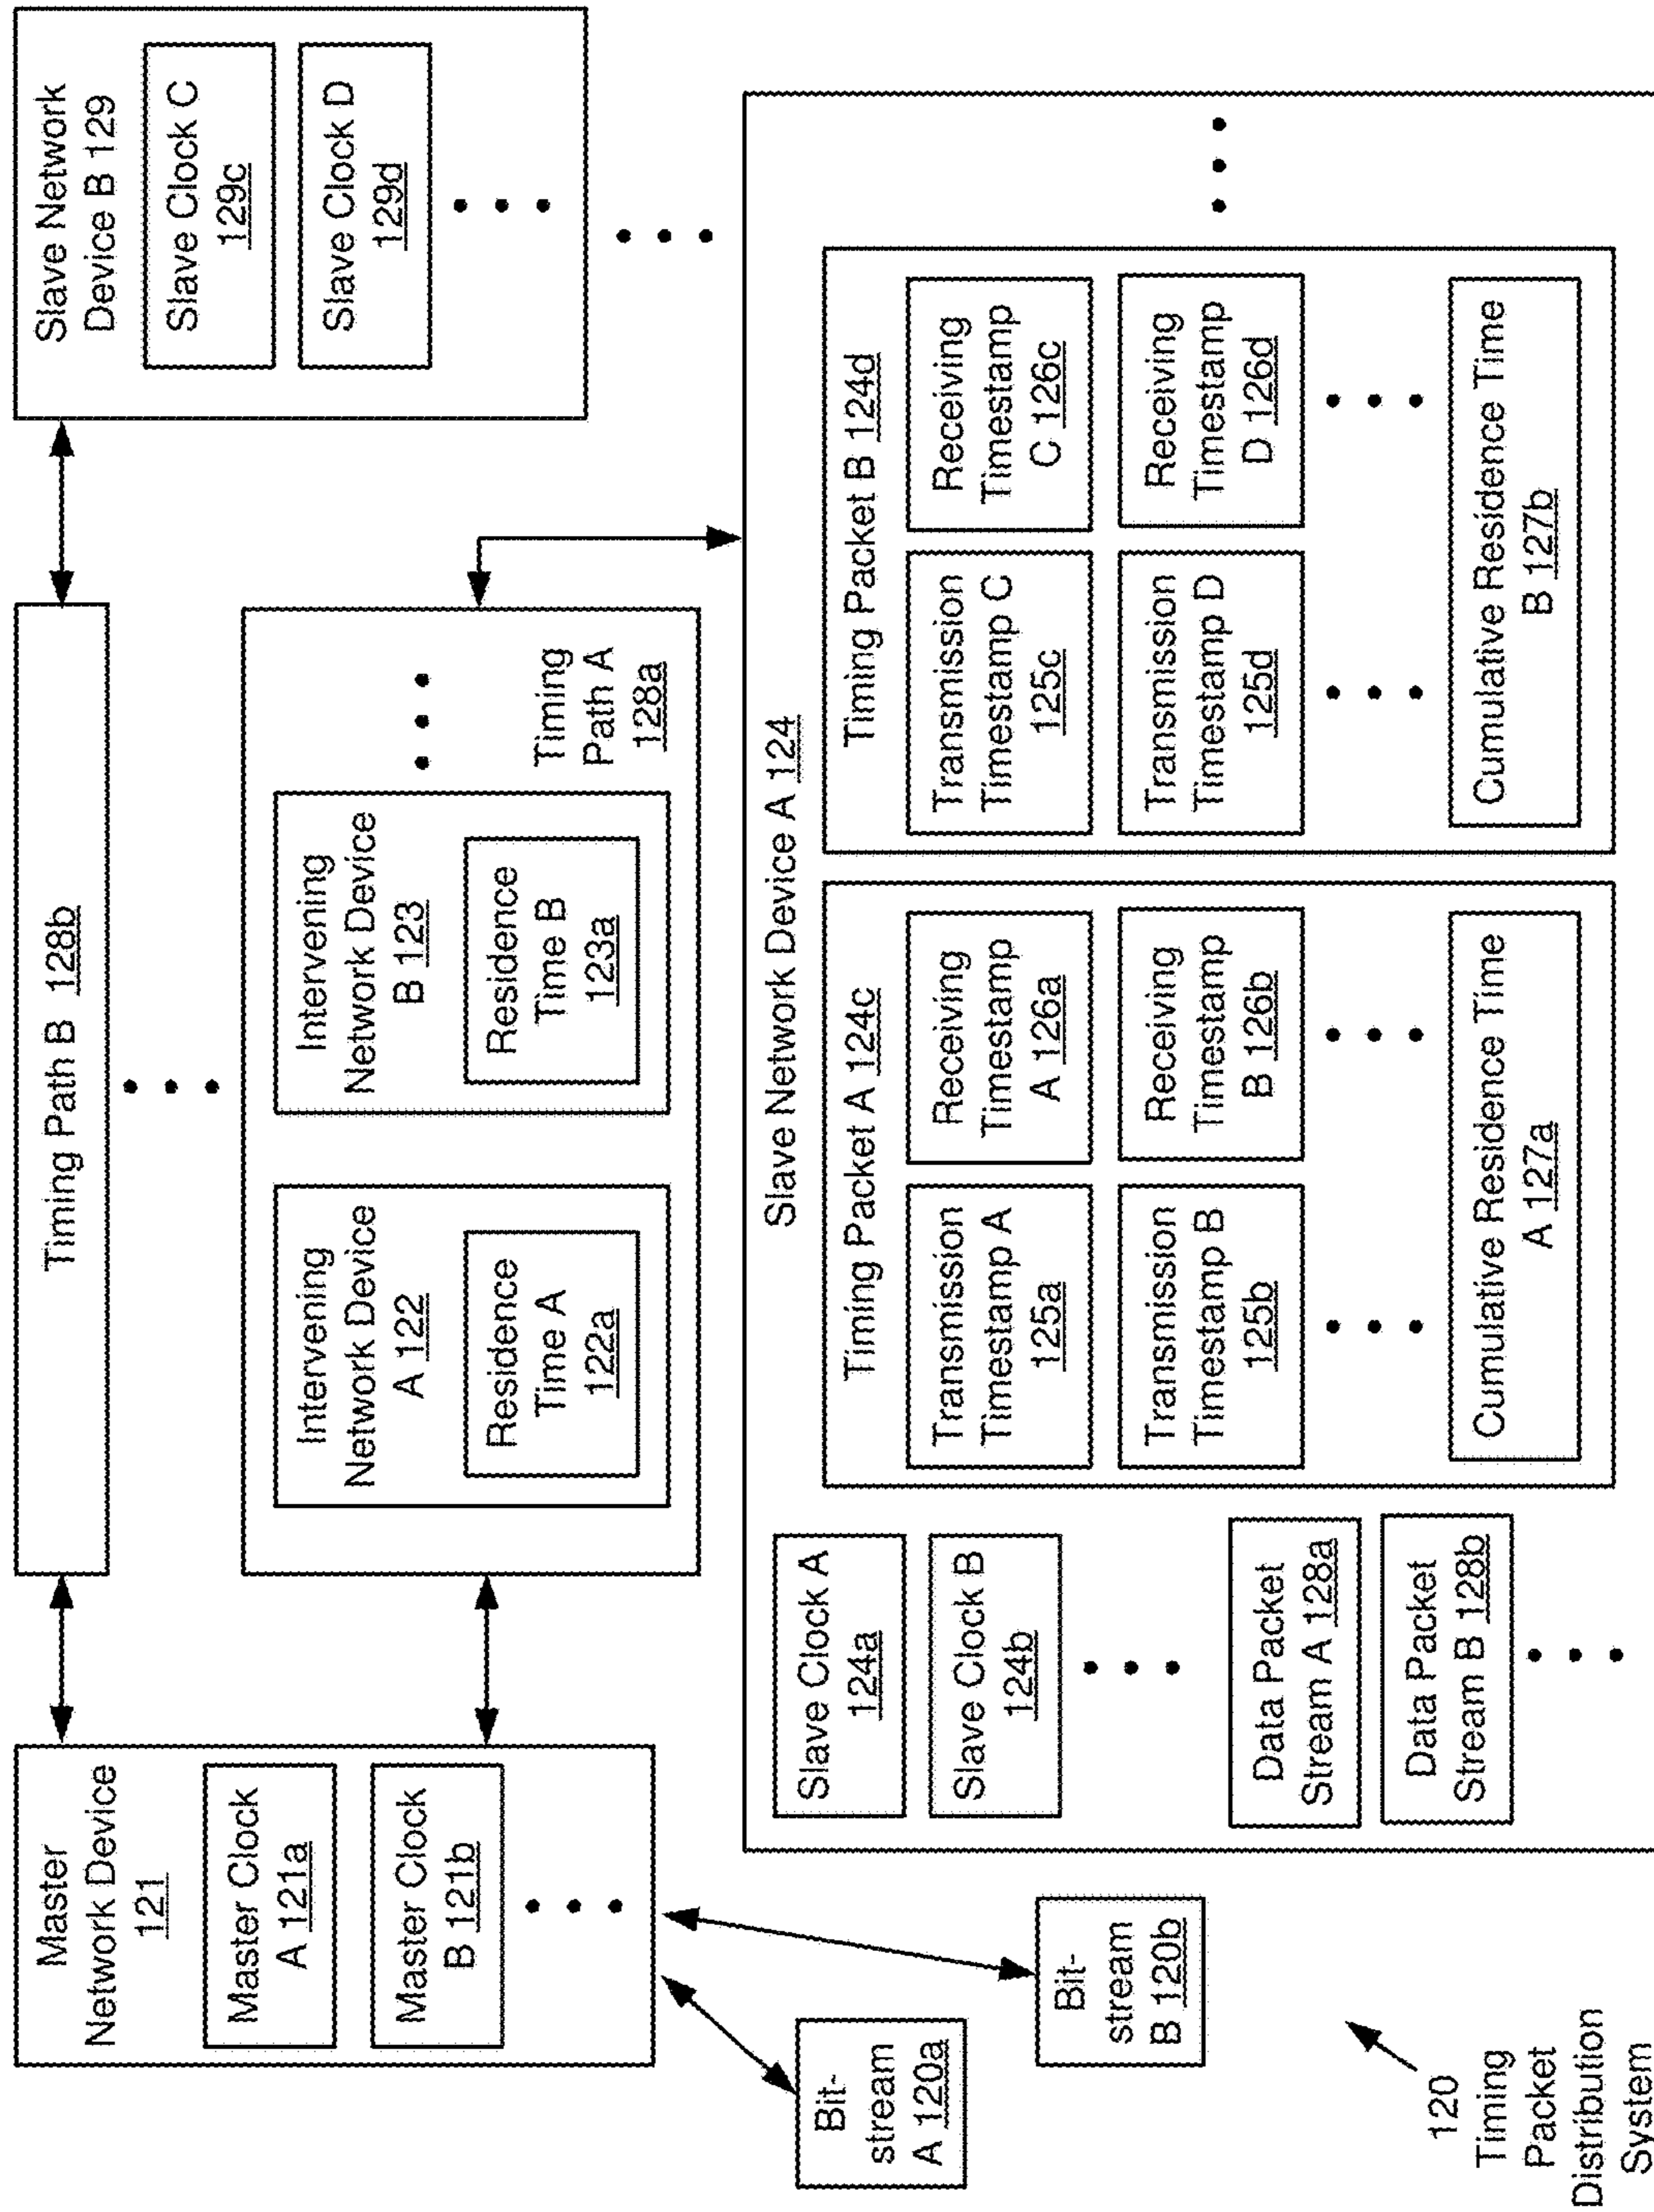 Master
Network Device
121
Master Clock
A 121a
Master Clock
B 121b
Bit-
stream
A 120a
Bit-
stream
B 120b
120
Timing
Packet
Distribution
System
Timing Path B 128b
Intervening
Network Device
A 122
Residence
Time A
122a
Intervening
Network Device
B 123
Residence
Time B
123a
Timing
Path A
128a
Slave Network
Device B 129
Slave Clock C
129c
Slave Clock D
129d
Slave Network Device A 124
Slave Clock A
124a
Slave Clock B
124b
Data Packet
Stream A 128a
Data Packet
Stream B 128b
Timing Packet A 124c
Transmission
Timestamp A
125a
Receiving
Timestamp
A 126a
Transmission
Timestamp B
125b
Receiving
Timestamp
B 126b
Cumulative Residence Time
A 127a
Timing Packet B 124d
Transmission
Timestamp C
125c
Receiving
Timestamp
C 126c
Transmission
Timestamp D
125d
Receiving
Timestamp
D 126d
Cumulative Residence Time
B 127b